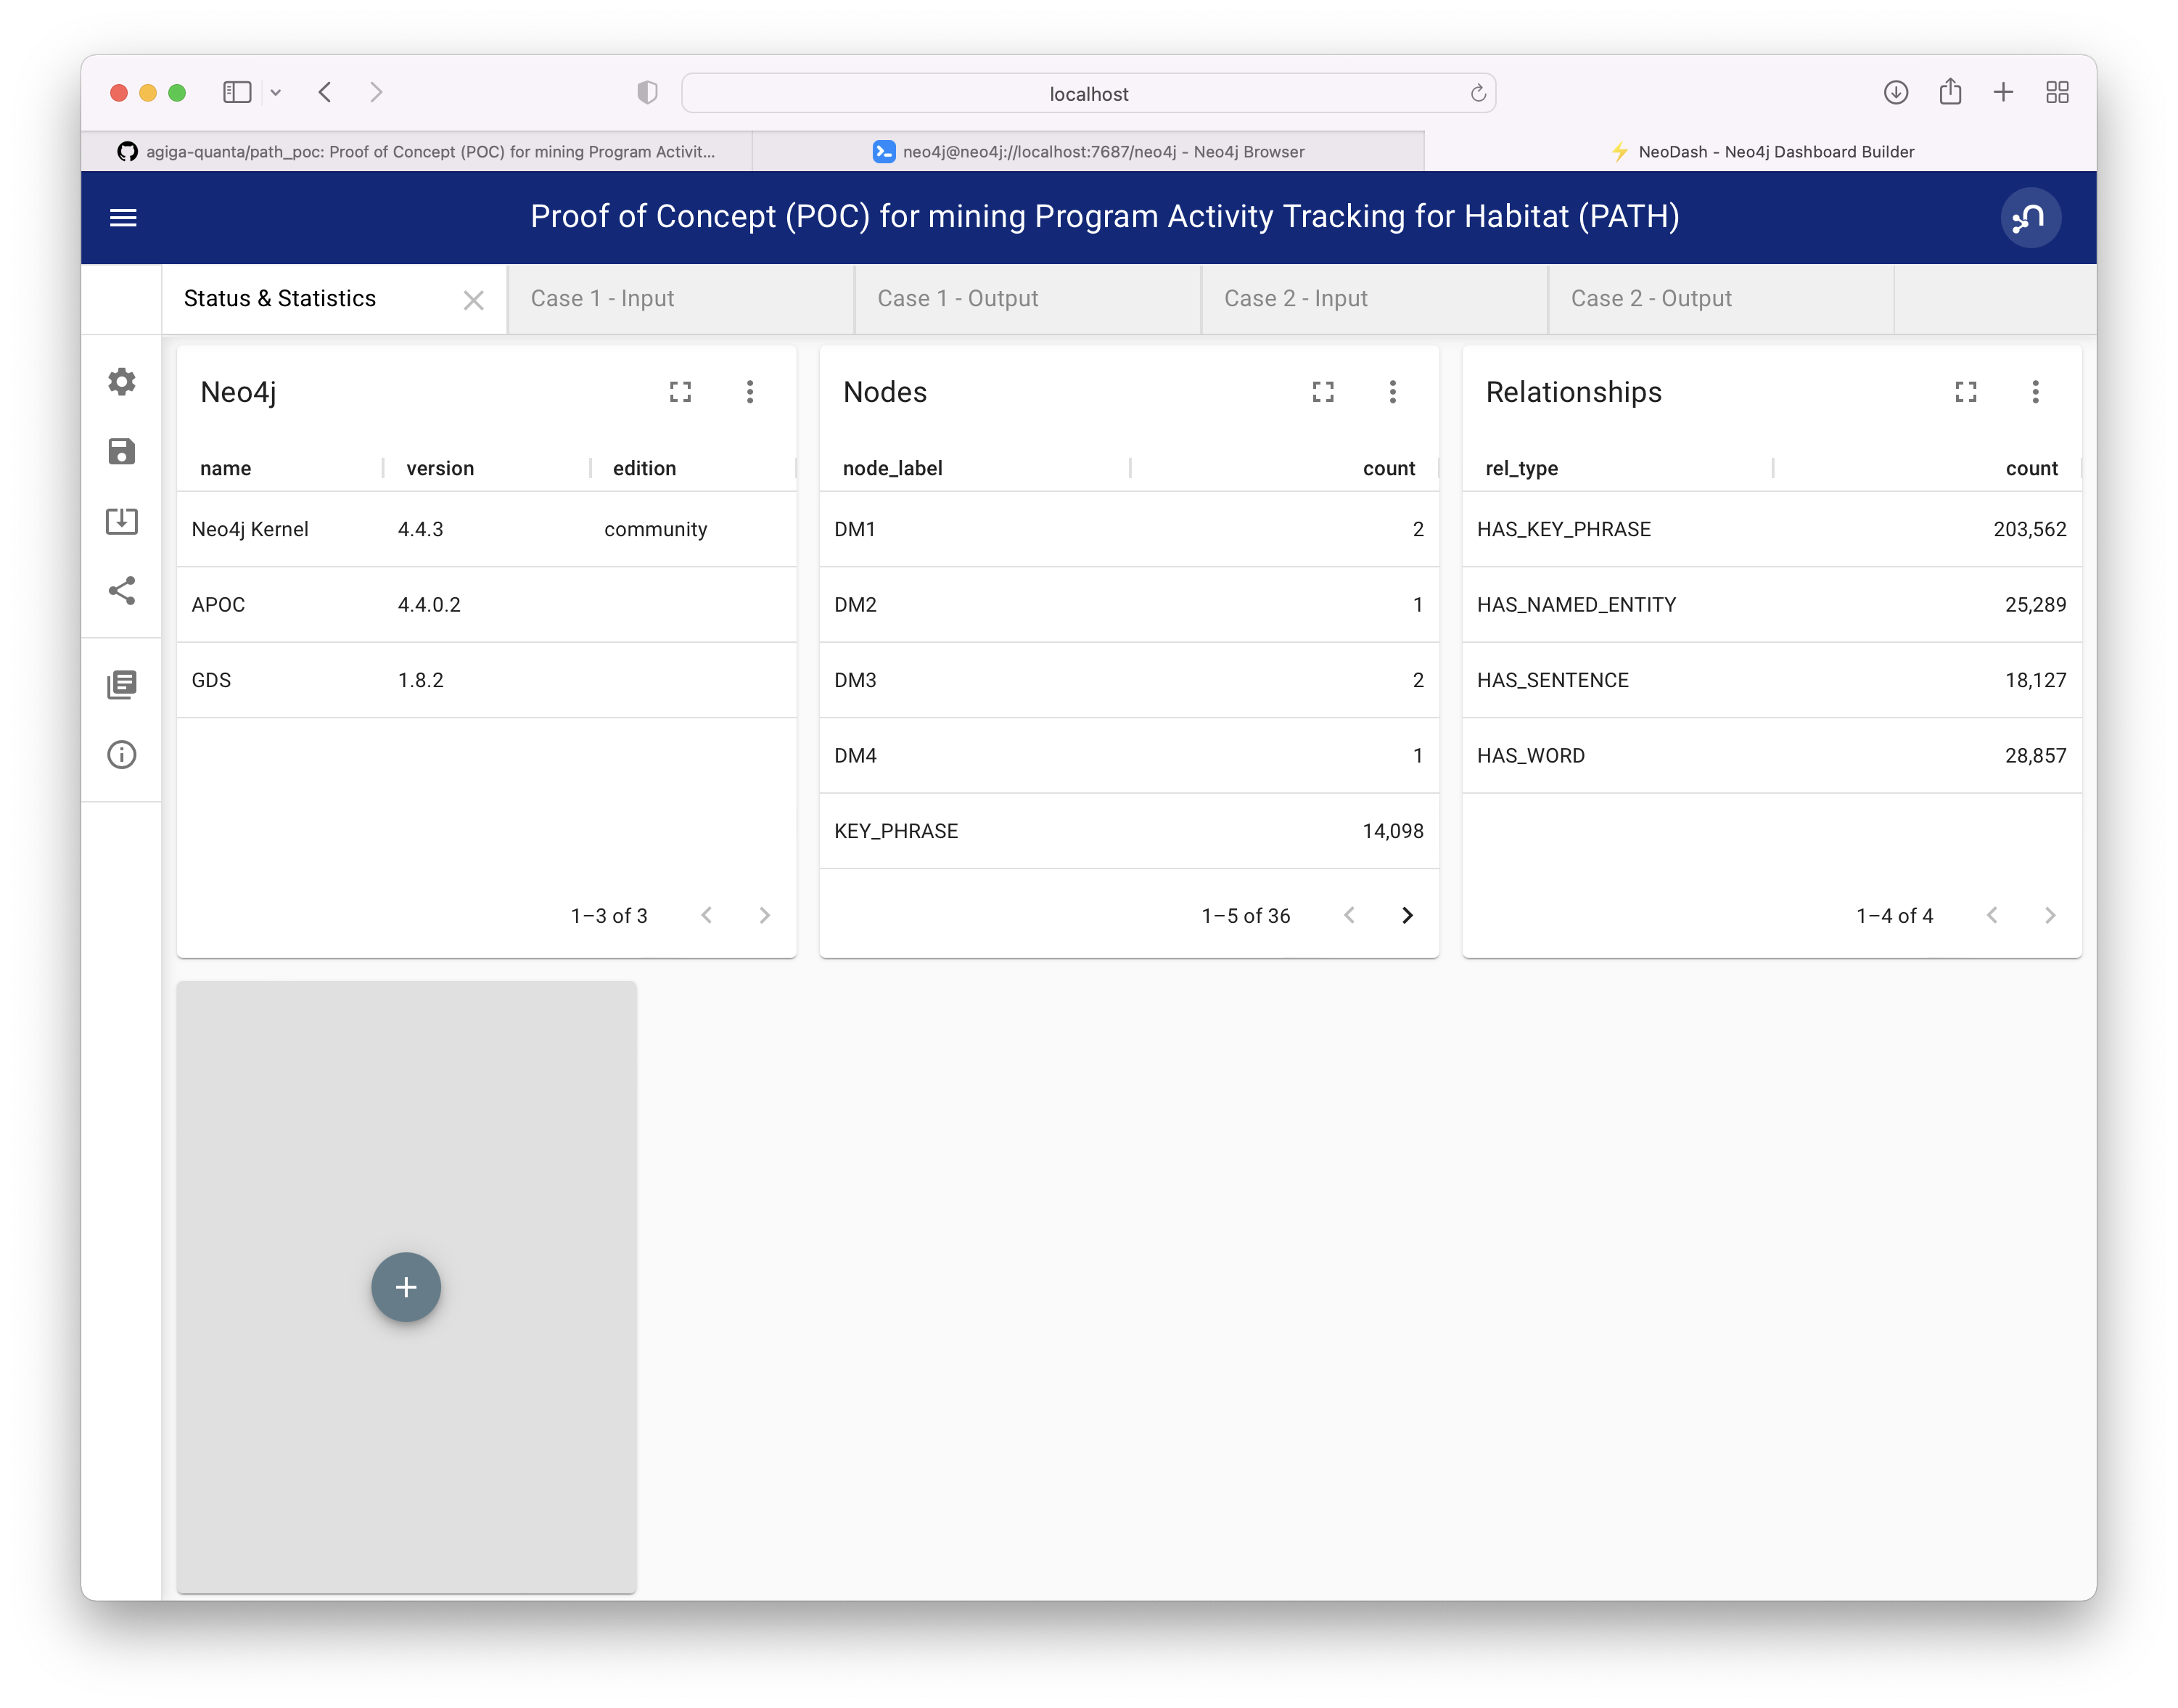 localhost
agiga-quanta/path_poc: Proof of Concept (POC) for mining Program Activit...
neo4j@neo4j://localhost:7687/neo4j - Neo4j Browser
NeoDash - Neo4j Dashboard Builder
Proof of Concept (POC) for mining Program Activity Tracking for Habitat (PATH)
Status & Statistics
Case 1 - Input
Case 1 - Output
Case 2 - Input
Case 2 - Output
Neo4j
name version edition
Neo4j Kernel 4.4.3 community
APOC 4.4.0.2
GDS 1.8.2
1–3 of 3
Nodes
node_label count
DM1 2
DM2 1
DM3 2
DM4 1
KEY_PHRASE 14,098
1–5 of 36
Relationships
rel_type count
HAS_KEY_PHRASE 203,562
HAS_NAMED_ENTITY 25,289
HAS_SENTENCE 18,127
HAS_WORD 28,857
1–4 of 4